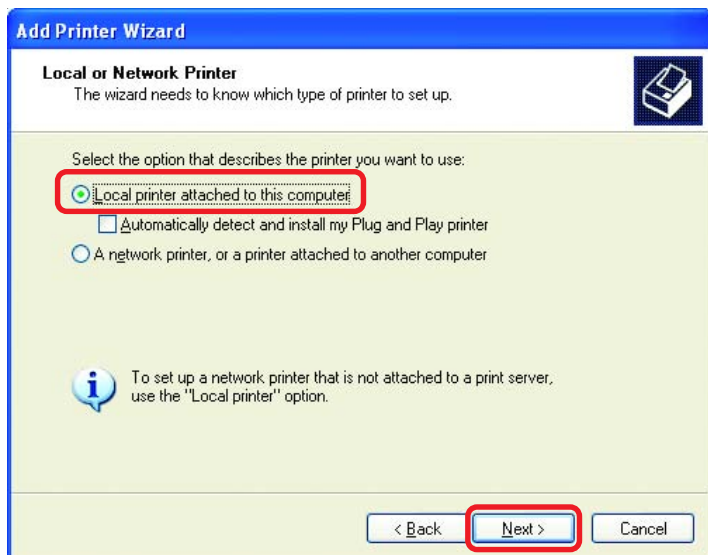 Add Printer Wizard
Local or Network Printer
The wizard needs to know which type of printer to set up.
Select the option that describes the printer you want to use:
Local printer attached to this computer
Automatically detect and install my Plug and Play printer
A network printer, or a printer attached to another computer
To set up a network printer that is not attached to a print server,
use the "Local printer" option.
< Back Next > Cancel